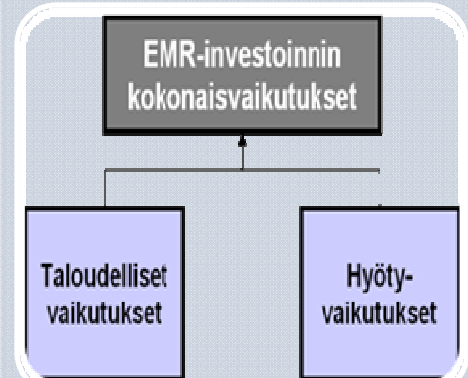 EMR-investoinnin
kokonaisvaikutukset
Taloudelliset
vaikutukset
Hyöty-
vaikutukset